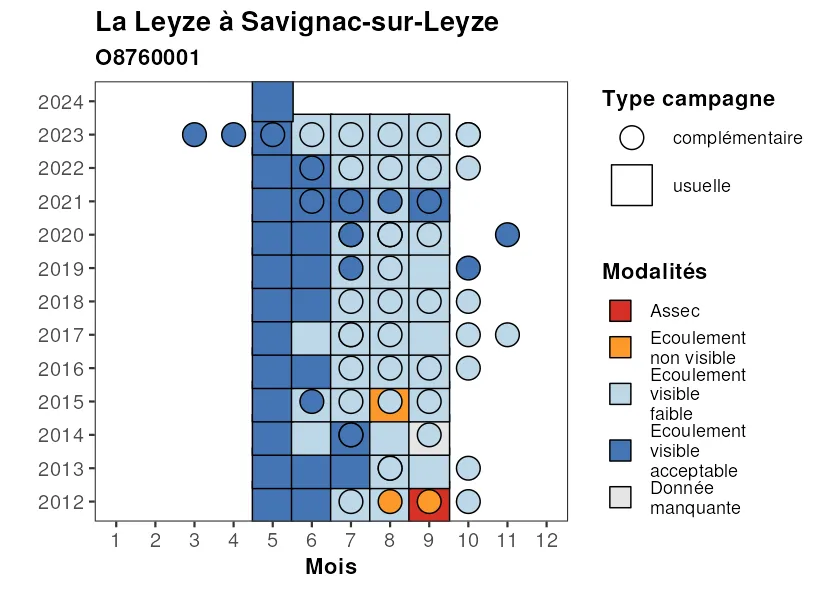 La Leyze à Savignac-sur-Leyze
O8760001
2024
2023
2022
2021
2020
2019
2018
2017
2016
2015
2014
2013
2012
1 2 3 4 5 6 7 8 9 10 11 12
Mois
Type campagne
complémentaire
usuelle
Modalités
Assec
Ecoulement
non visible
Ecoulement
visible
faible
Ecoulement
visible
acceptable
Donnée
manquante